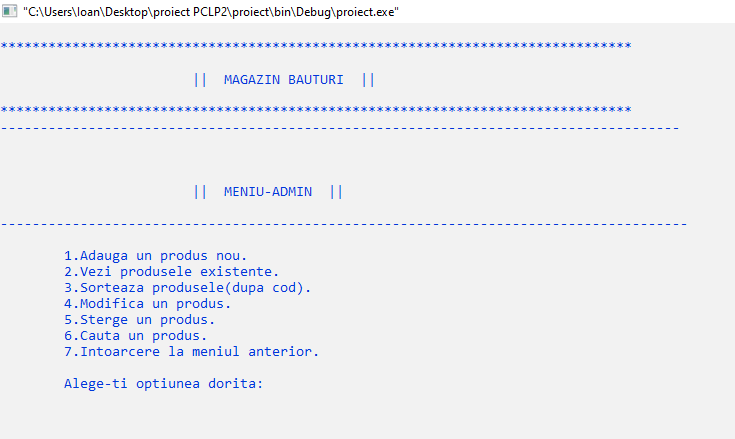 "C:\Users\Ioan\Desktop\proiect PCLP2\proiect\bin\Debug\proiect.exe"
*******************************************************************************
|| MAGAZIN BAUTURI ||
*******************************************************************************
-------------------------------------------------------------------------------------
|| MENIU-ADMIN ||
--------------------------------------------------------------------------------------
1.Adauga un produs nou.
2.Vezi produsele existente.
3.Sorteaza produsele(dupa cod).
4.Modifica un produs.
5.Sterge un produs.
6.Cauta un produs.
7.Intoarcere la meniul anterior.
Alege-ti optiunea dorita: